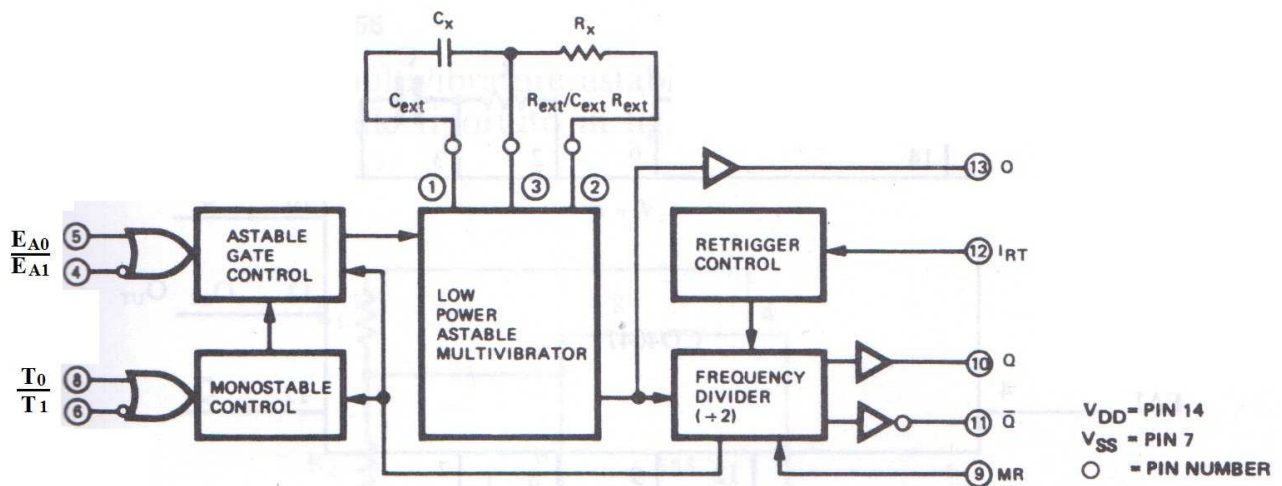 Cx
Rx
Cext
Rext/Cext Rext
1
3
2
13 O
EA0
5
EA1
4
ASTABLE
GATE
CONTROL
RETRIGGER
CONTROL
12 IRT
LOW
POWER
ASTABLE
MULTIVIBRATOR
T0
8
T1
6
MONOSTABLE
CONTROL
FREQUENCY
DIVIDER
(÷2)
10 Q
11 Q̅
9 MR
VDD = PIN 14
VSS = PIN 7
○ = PIN NUMBER